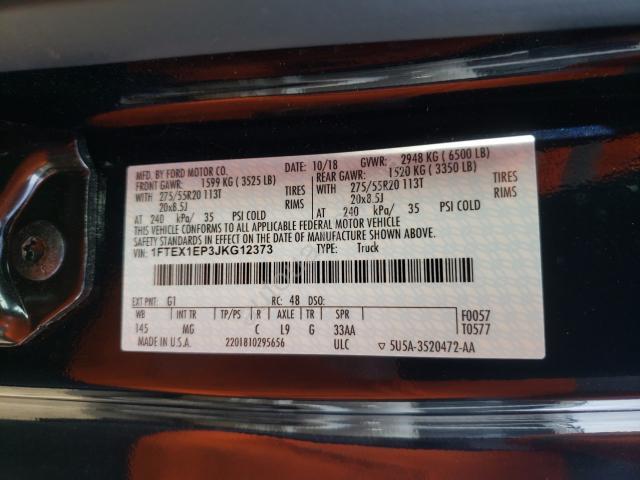 MFD. BY FORD MOTOR CO.
DATE: 10/18 GVWR: 2948 KG (6500 LB)
FRONT GAWR: 1599 KG (3525 LB) REAR GAWR: 1520 KG (3350 LB)
WITH 275/55R20 113T TIRES WITH 275/55R20 113T TIRES
20x8.5J RIMS 20x8.5J RIMS
AT 240 kPa/ 35 PSI COLD AT 240 kPa/ 35 PSI COLD
THIS VEHICLE CONFORMS TO ALL APPLICABLE FEDERAL MOTOR VEHICLE
SAFETY AND THEFT PREVENTION STANDARDS IN EFFECT ON THE DATE OF MANUFACTURE SHOWN ABOVE.
VIN: 1FTEX1EP3JKG12373 TYPE: Truck
EXT PNT: G1 RC: 48 DSO: F0057
WB TP/PS R AXLE TR SPR T0577
145 MG C L9 G 33AA
MADE IN U.S.A. 2201810295656 ULC ▽ 5U5A-3520472-AA